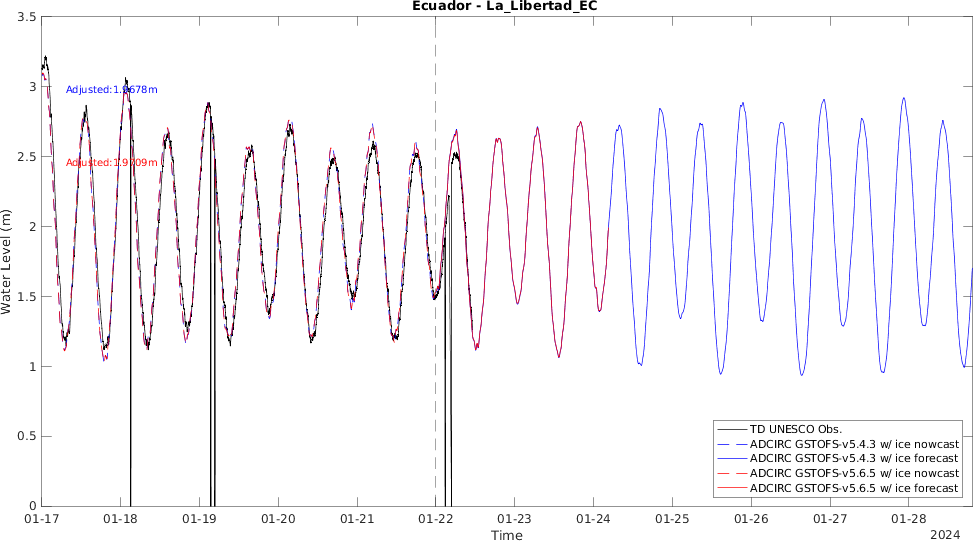 Ecuador - La_Libertad_EC
3.5
3
2.5
2
1.5
1
0.5
0
Water Level (m)
Adjusted:1.9678m
Adjusted:1.9709m
TD UNESCO Obs.
ADCIRC GSTOFS-v5.4.3 w/ ice nowcast
ADCIRC GSTOFS-v5.4.3 w/ ice forecast
ADCIRC GSTOFS-v5.6.5 w/ ice nowcast
ADCIRC GSTOFS-v5.6.5 w/ ice forecast
01-17 01-18 01-19 01-20 01-21 01-22 01-23 01-24 01-25 01-26 01-27 01-28
Time
2024